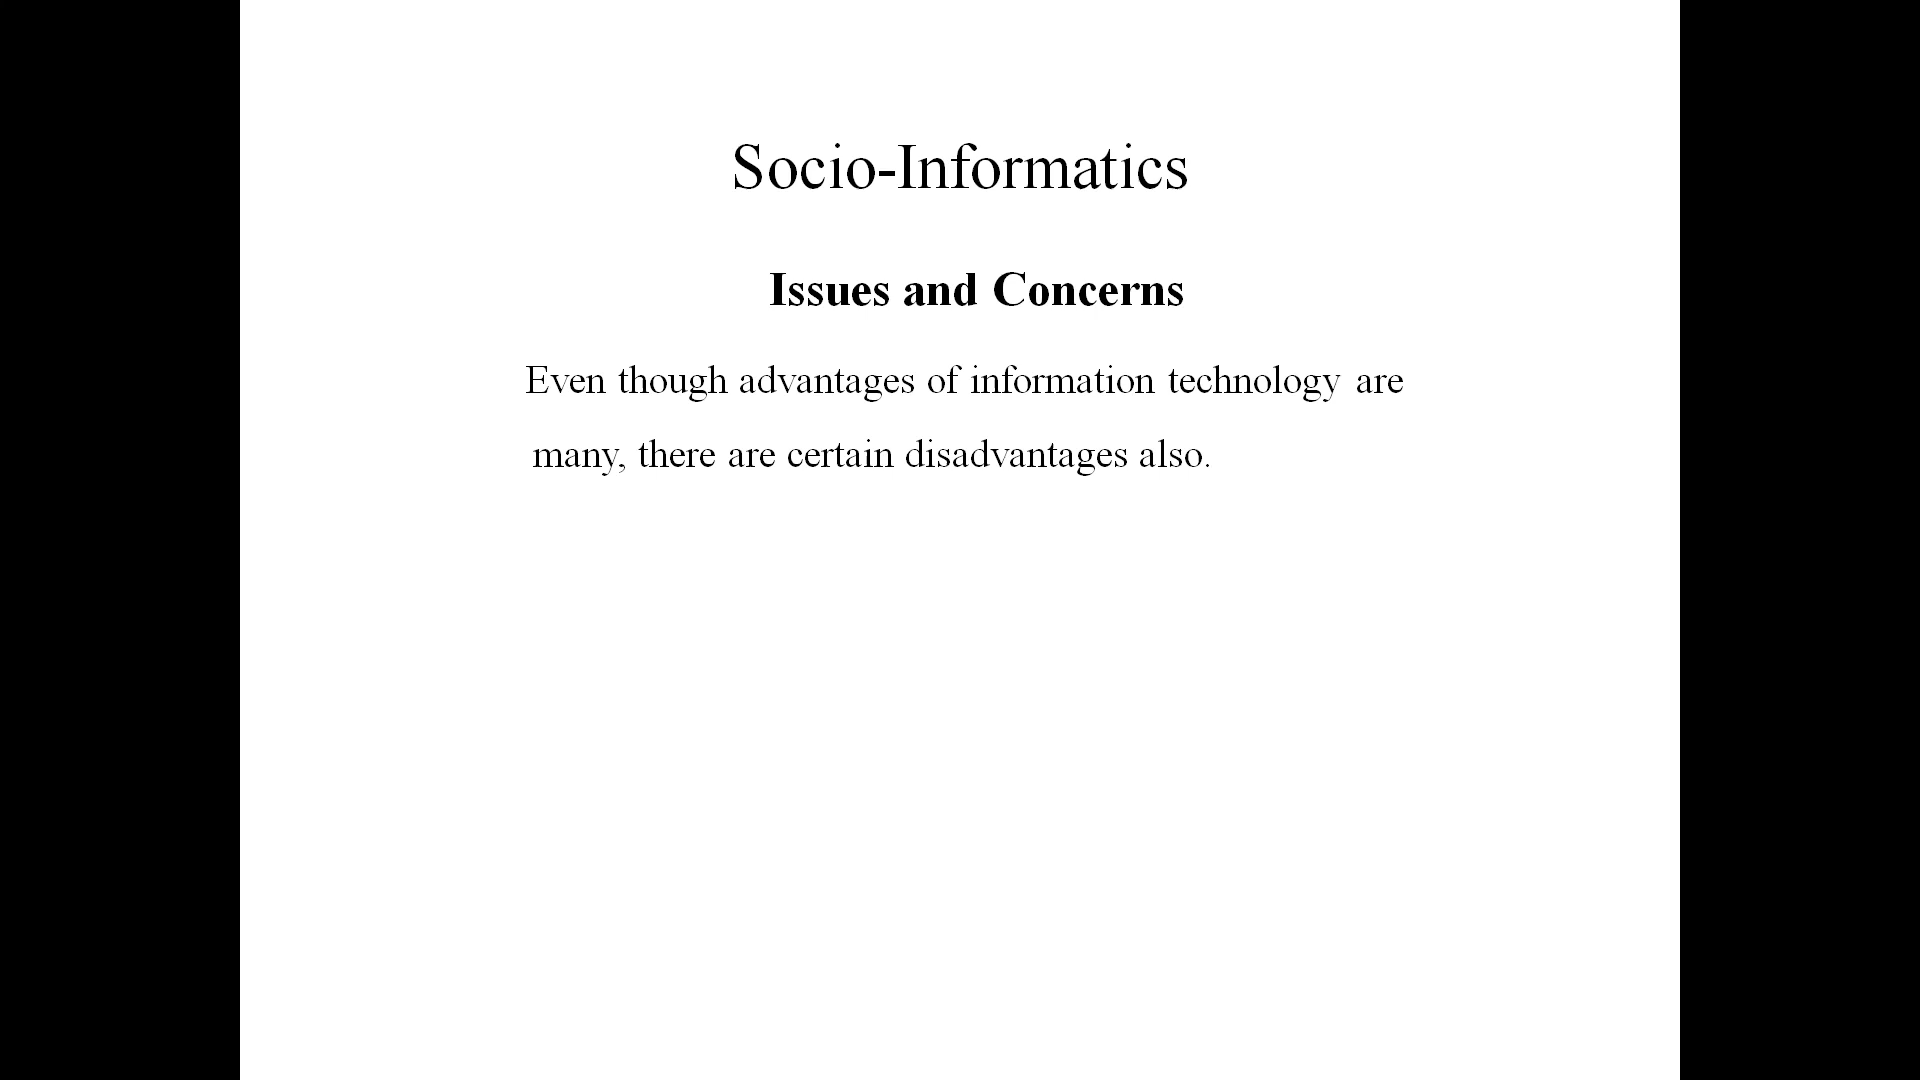 Socio-Informatics
Issues and Concerns
Even though advantages of information technology are
many, there are certain disadvantages also.